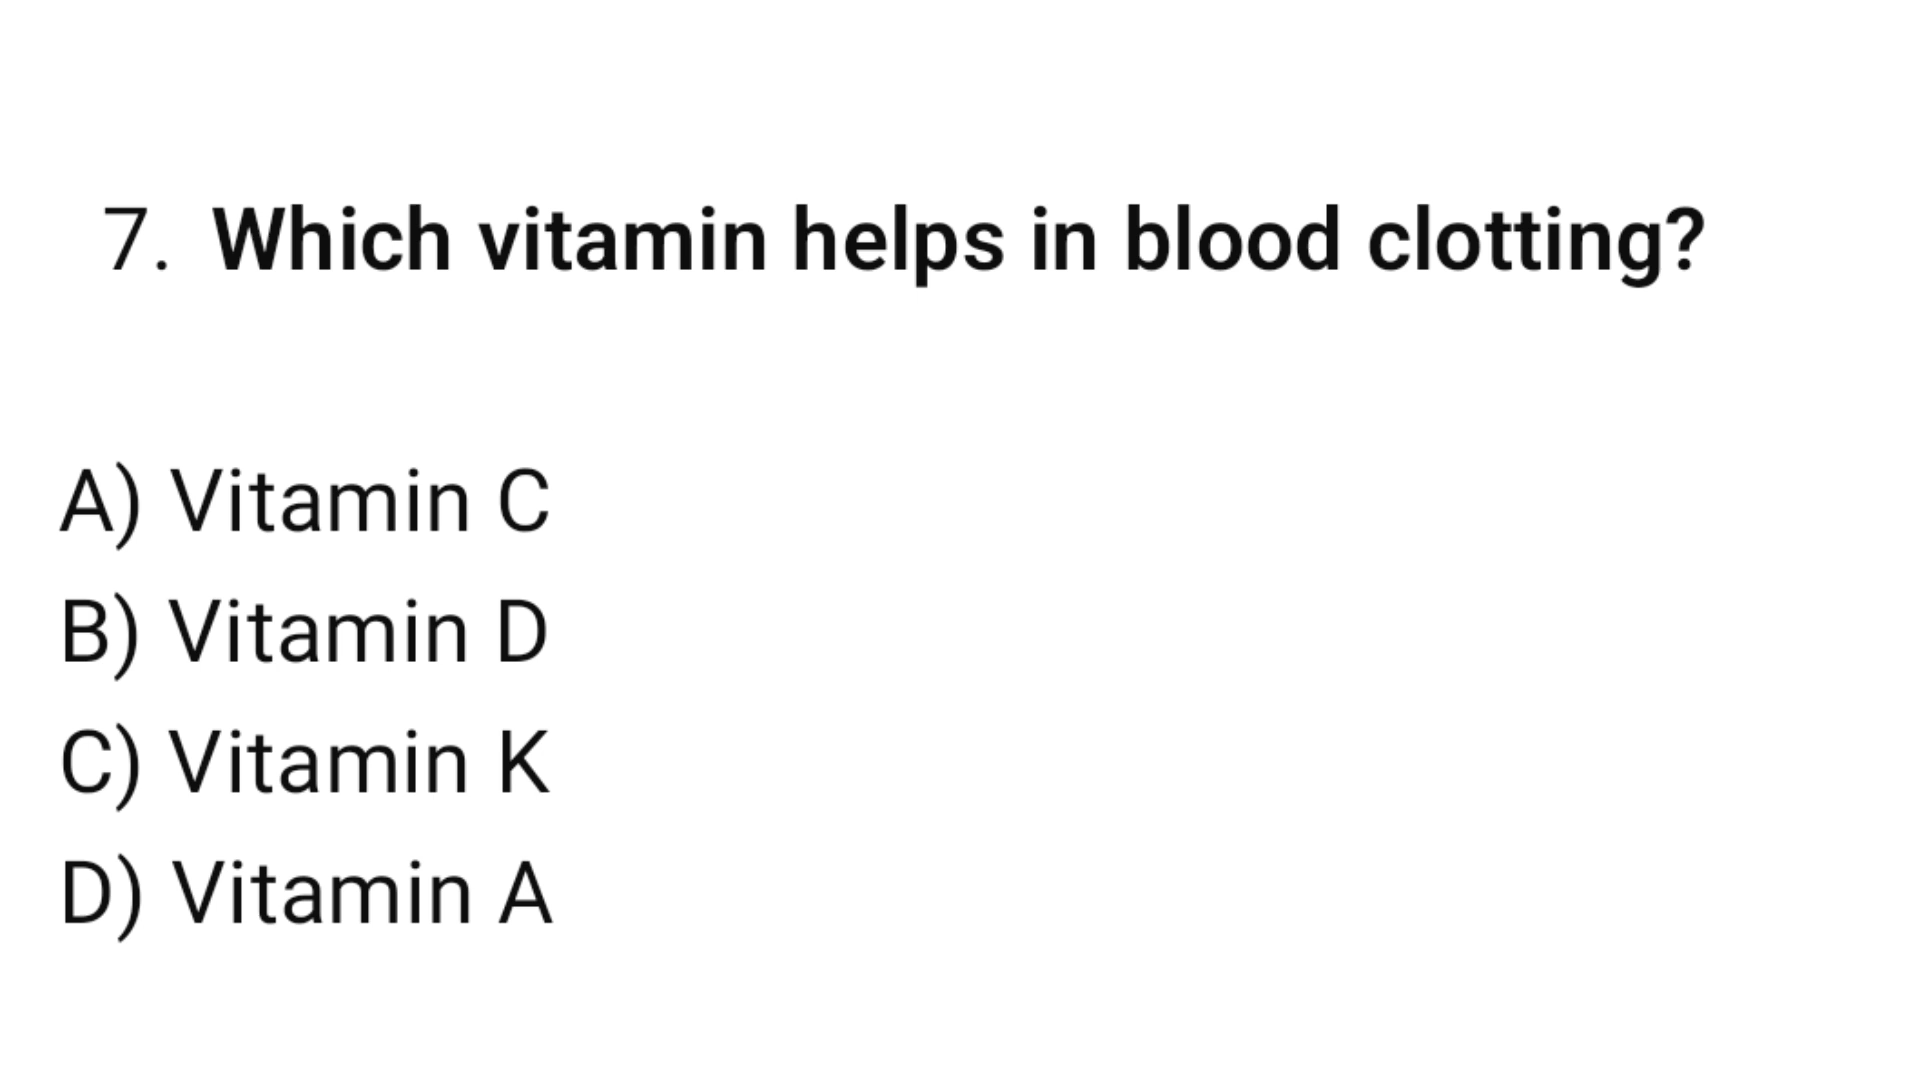 7. Which vitamin helps in blood clotting?
A) Vitamin C
B) Vitamin D
C) Vitamin K
D) Vitamin A